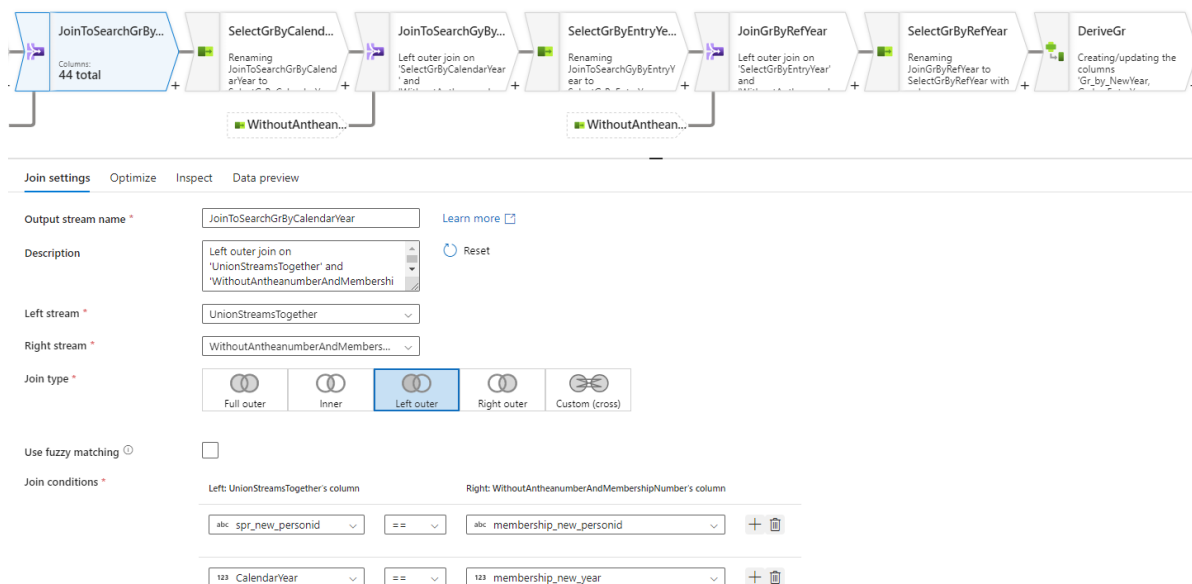 JoinToSearchGrBy...
Columns:
44 total
SelectGrByCalend...
Renaming
JoinToSearchGrByCalend
arYear to
JoinToSearchGyBy...
Left outer join on
'SelectGrByCalendarYear
' and
SelectGrByEntryYe...
Renaming
JoinToSearchGyByEntryY
ear to
JoinGrByRefYear
Left outer join on
'SelectGrByEntryYear'
and
SelectGrByRefYear
Renaming
JoinGrByRefYear to
SelectGrByRefYear with
DeriveGr
Creating/updating the
columns
'Gr_by_NewYear,
+
+
+
+
+
+
WithoutAnthean...
WithoutAnthean...
Join settings
Optimize
Inspect
Data preview
Output stream name *
JoinToSearchGrByCalendarYear
Learn more
Description
Left outer join on
'UnionStreamsTogether' and
'WithoutAntheanumberAndMembershi
Reset
Left stream *
UnionStreamsTogether
Right stream *
WithoutAntheanumberAndMembers...
Join type *
Full outer
Inner
Left outer
Right outer
Custom (cross)
Use fuzzy matching
Join conditions *
Left: UnionStreamsTogether's column
Right: WithoutAntheanumberAndMembershipNumber's column
abc spr_new_personid
==
abc membership_new_personid
123 CalendarYear
==
123 membership_new_year